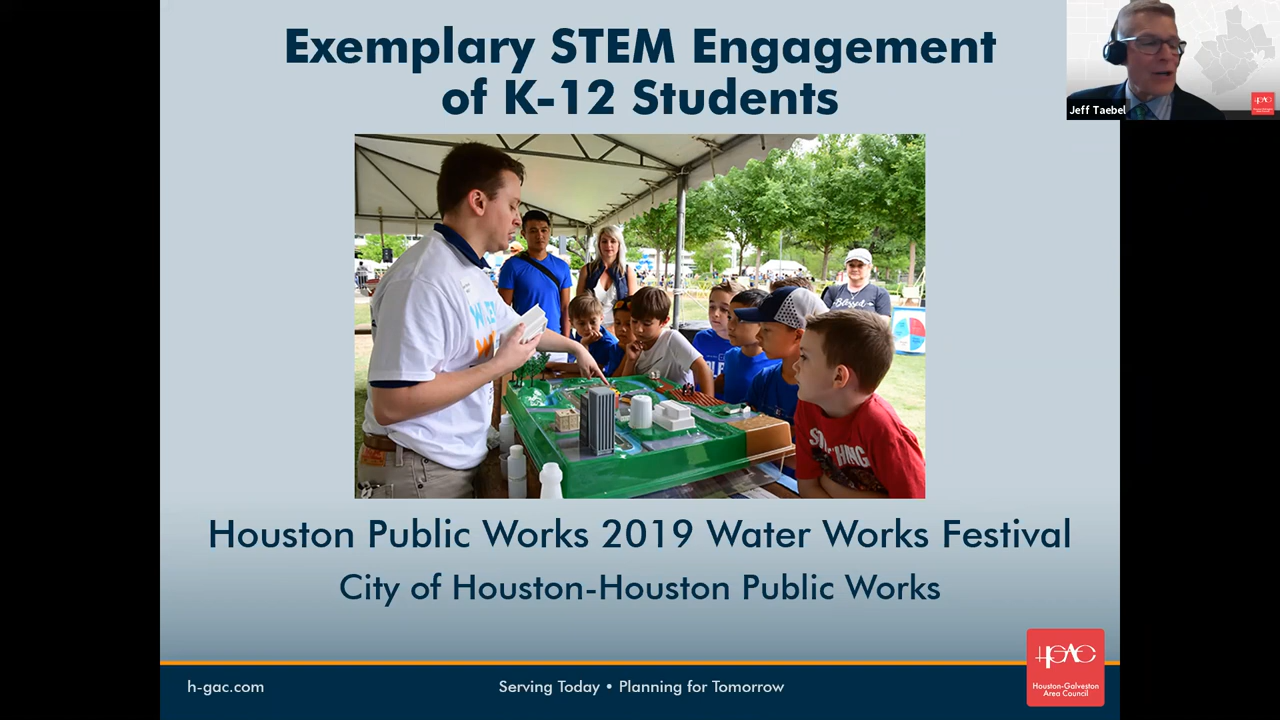 Exemplary STEM Engagement
of K-12 Students
Jeff Taebel
Blessed
Houston Public Works 2019 Water Works Festival
City of Houston-Houston Public Works
h-gac.com
Serving Today • Planning for Tomorrow
Houston-Galveston
Area Council